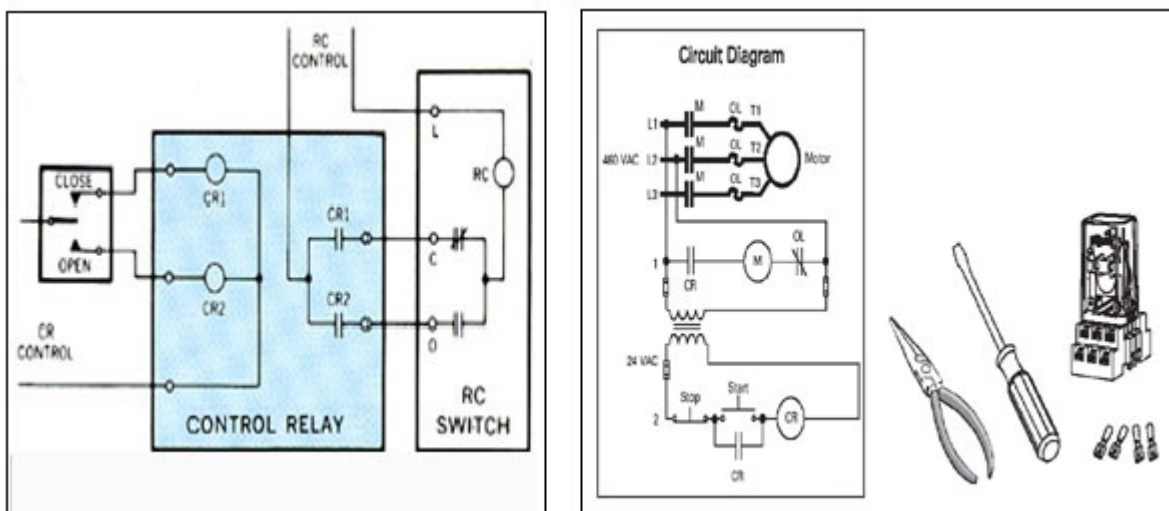 RC
CONTROL
CLOSE
OPEN
CR1
CR2
CR
CONTROL
CR1
CR2
CONTROL RELAY
L
RC
C
O
RC
SWITCH
Circuit Diagram
M OL T1
L1
460 VAC L2 M OL T2 Motor
L3 M OL T3
1 CR M OL
24 VAC
2 Stop Start CR
CR